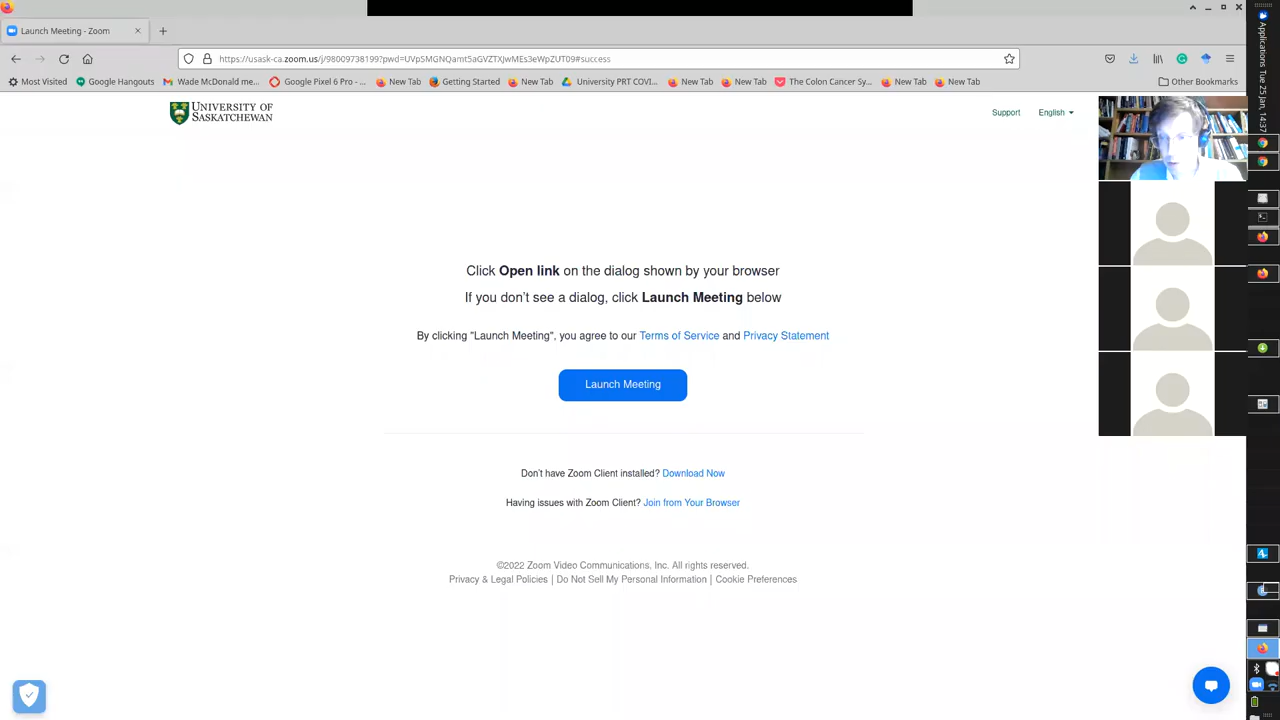 Launch Meeting - Zoom
https://usask-ca.zoom.us/j/98009738199?pwd=UVp5MGNQamt5aGVZTXJwMEs3eWpZUT09#success
Most Visited
Google Hangouts
Wade McDonald me...
Google Pixel 6 Pro - ...
New Tab
Getting Started
New Tab
University PRT COVI...
New Tab
New Tab
The Colon Cancer Sy...
New Tab
New Tab
Other Bookmarks
Applications Tue 25 Jan, 14:37
UNIVERSITY OF
SASKATCHEWAN
Support
English
Click Open link on the dialog shown by your browser
If you don't see a dialog, click Launch Meeting below
By clicking "Launch Meeting", you agree to our Terms of Service and Privacy Statement
Launch Meeting
Don't have Zoom Client installed? Download Now
Having issues with Zoom Client? Join from Your Browser
©2022 Zoom Video Communications, Inc. All rights reserved.
Privacy & Legal Policies | Do Not Sell My Personal Information | Cookie Preferences